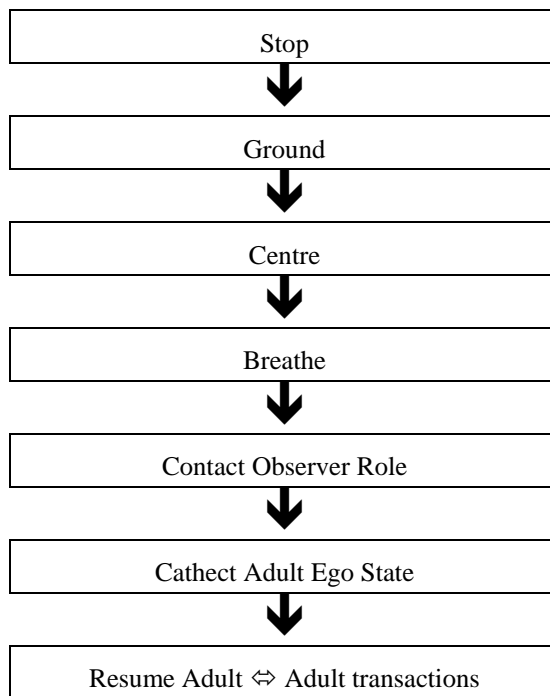 Stop
Ground
Centre
Breathe
Contact Observer Role
Cathect Adult Ego State
Resume Adult ⇔ Adult transactions